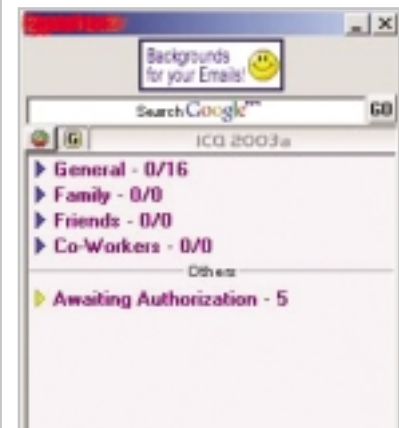 Backgrounds
for your Emails!
Search Google™ GO
G ICQ 2003a
General - 0/16
Family - 0/0
Friends - 0/0
Co-Workers - 0/0
Others
Awaiting Authorization - 5